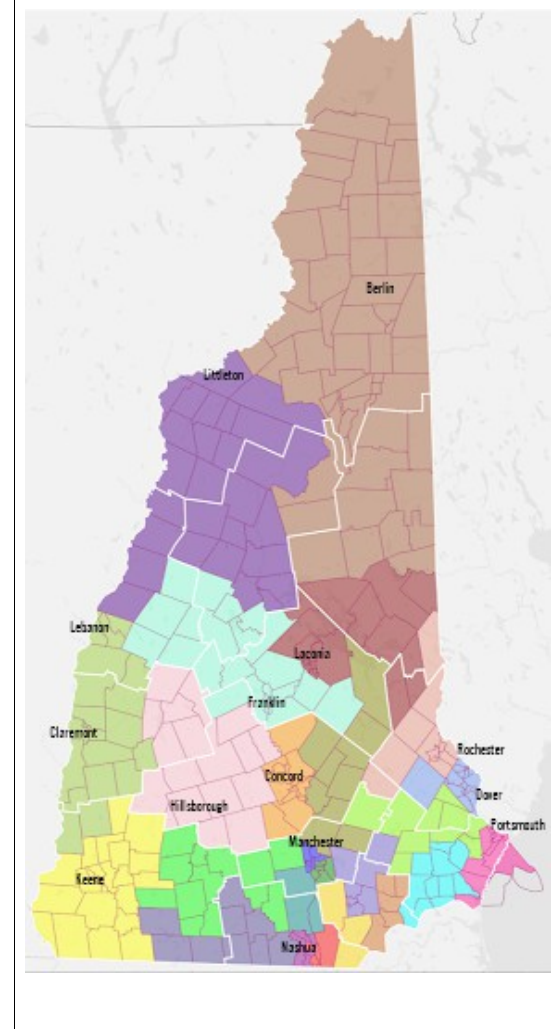 Berlin
Littleton
Lebanon
Laconia
Franklin
Claremont
Rochester
Concord
Dover
Hillsborough
Portsmouth
Manchester
Keene
Nashua